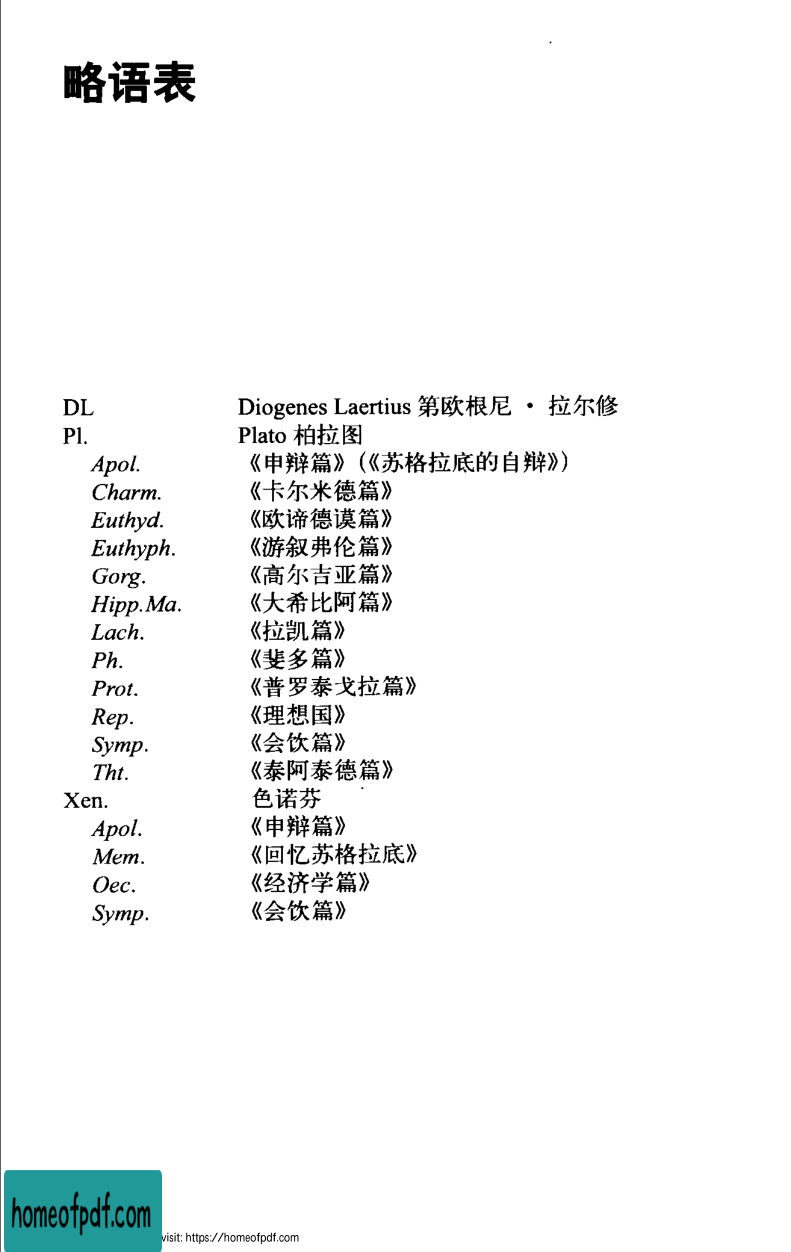 略语表
DL Diogenes Laertius 第欧根尼 · 拉尔修
Pl. Plato 柏拉图
Apol. 《申辩篇》(《苏格拉底的自辩》)
Charm. 《卡尔米德篇》
Euthyd. 《欧谛德谟篇》
Euthyph. 《游叙弗伦篇》
Gorg. 《高尔吉亚篇》
Hipp.Ma. 《大希比阿篇》
Lach. 《拉凯篇》
Ph. 《斐多篇》
Prot. 《普罗泰戈拉篇》
Rep. 《理想国》
Symp. 《会饮篇》
Tht. 《泰阿泰德篇》
Xen. 色诺芬
Apol. 《申辩篇》
Mem. 《回忆苏格拉底》
Oec. 《经济学篇》
Symp. 《会饮篇》
homeofpdf.com
visit: https://homeofpdf.com